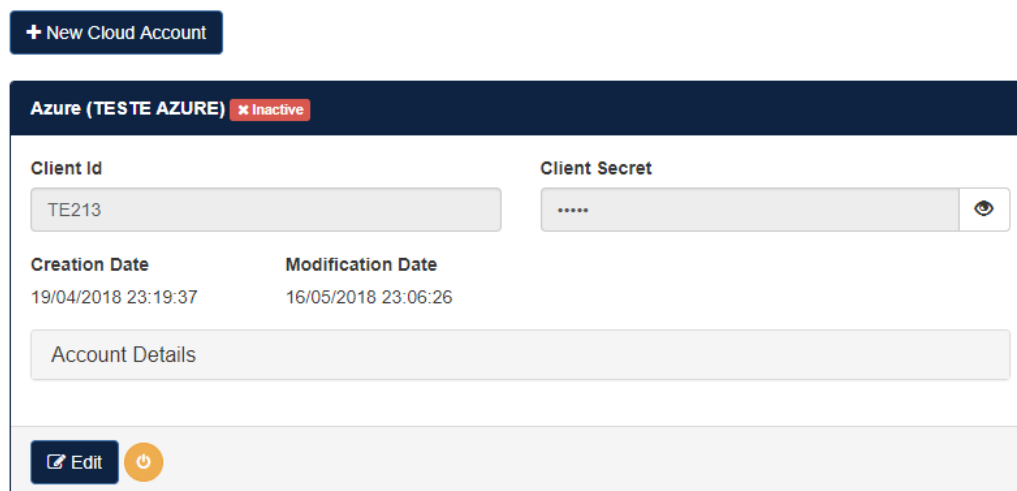 New Cloud Account
Azure (TESTE AZURE) Inactive
Client Id
Client Secret
TE213
•••••
Creation Date
Modification Date
19/04/2018 23:19:37
16/05/2018 23:06:26
Account Details
Edit